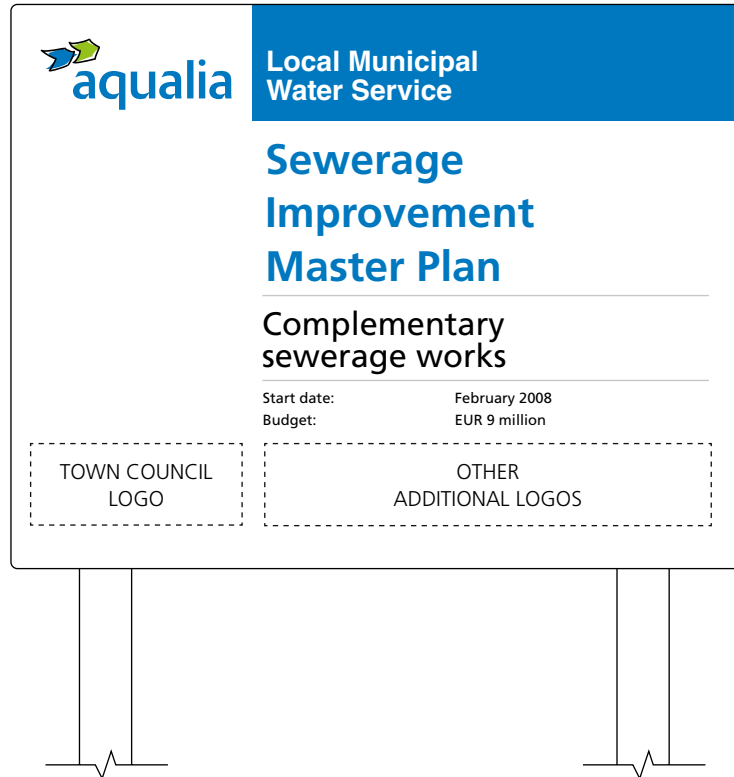 aqualia
Local Municipal
Water Service
Sewerage
Improvement
Master Plan
Complementary
sewerage works
Start date: February 2008
Budget: EUR 9 million
TOWN COUNCIL
LOGO
OTHER
ADDITIONAL LOGOS